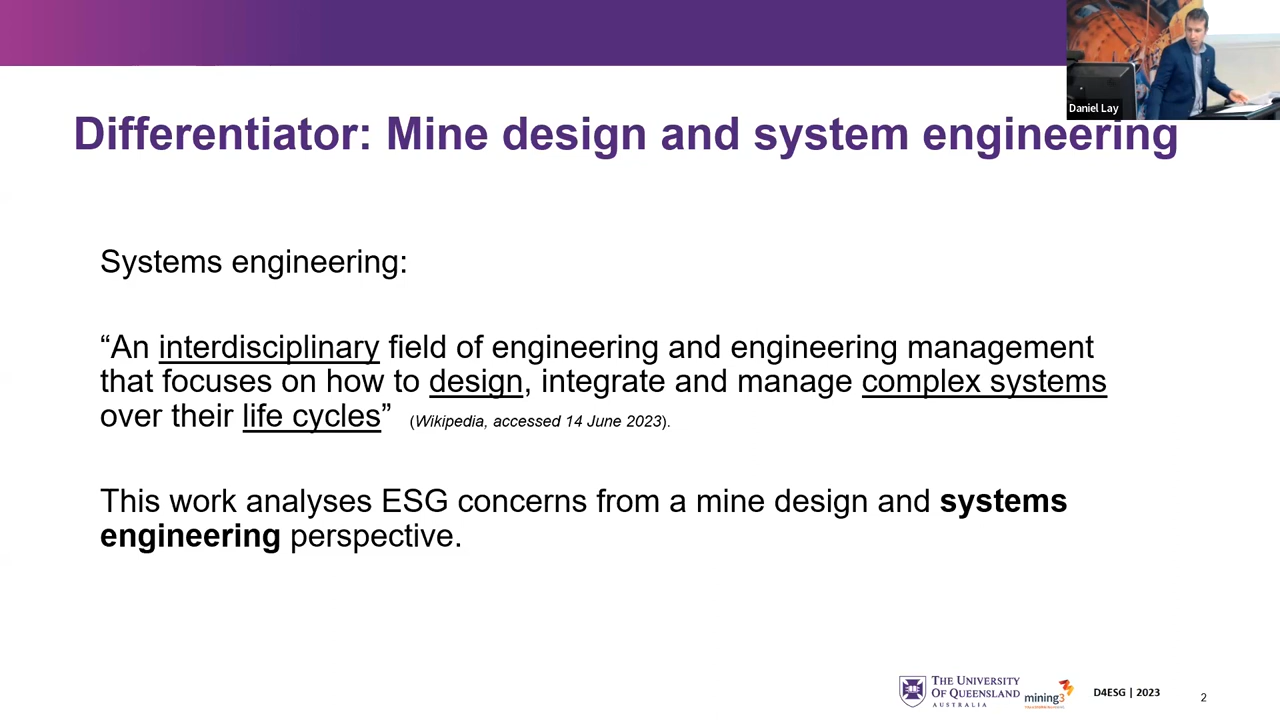 Daniel Lay
Differentiator: Mine design and system engineering
Systems engineering:
“An interdisciplinary field of engineering and engineering management
that focuses on how to design, integrate and manage complex systems
over their life cycles” (Wikipedia, accessed 14 June 2023).
This work analyses ESG concerns from a mine design and systems
engineering perspective.
THE UNIVERSITY
OF QUEENSLAND
AUSTRALIA
mining3
D4ESG | 2023
2